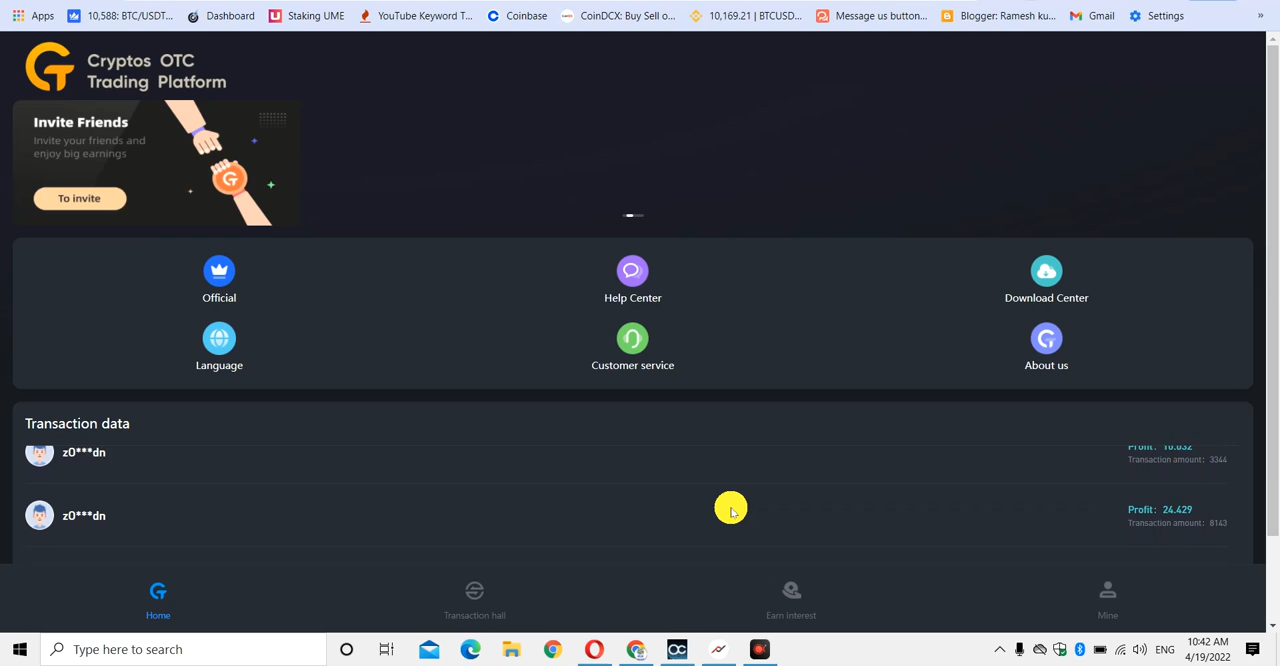 Apps
10,588: BTC/USDT...
Dashboard
Staking UME
YouTube Keyword T...
Coinbase
CoinDCX: Buy Sell o...
10,169.21 | BTCUSD...
Message us button...
Blogger: Ramesh ku...
Gmail
Settings
»
Cryptos OTC
Trading Platform
Invite Friends
Invite your friends and
enjoy big earnings
To invite
Official
Help Center
Download Center
Language
Customer service
About us
Transaction data
z0***dn
Profit: 10.032
Transaction amount: 3344
z0***dn
Profit: 24.429
Transaction amount: 8143
Home
Transaction hall
Earn interest
Mine
Type here to search
ENG
10:42 AM
4/19/2022